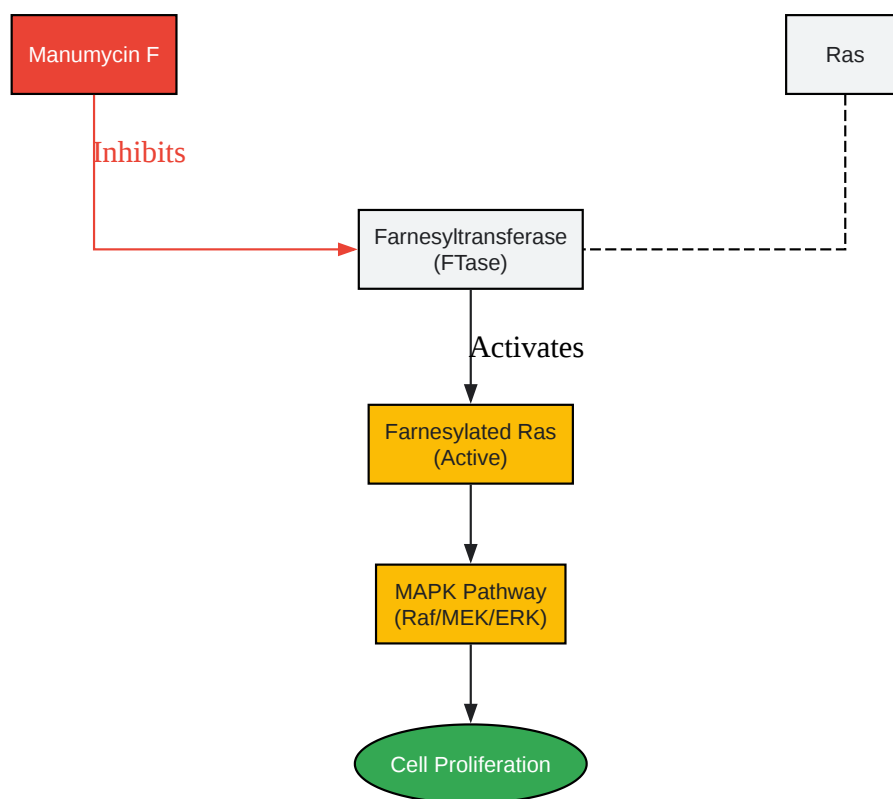 Manumycin F
Ras
Inhibits
Farnesyltransferase
(FTase)
Activates
Farnesylated Ras
(Active)
MAPK Pathway
(Raf/MEK/ERK)
Cell Proliferation